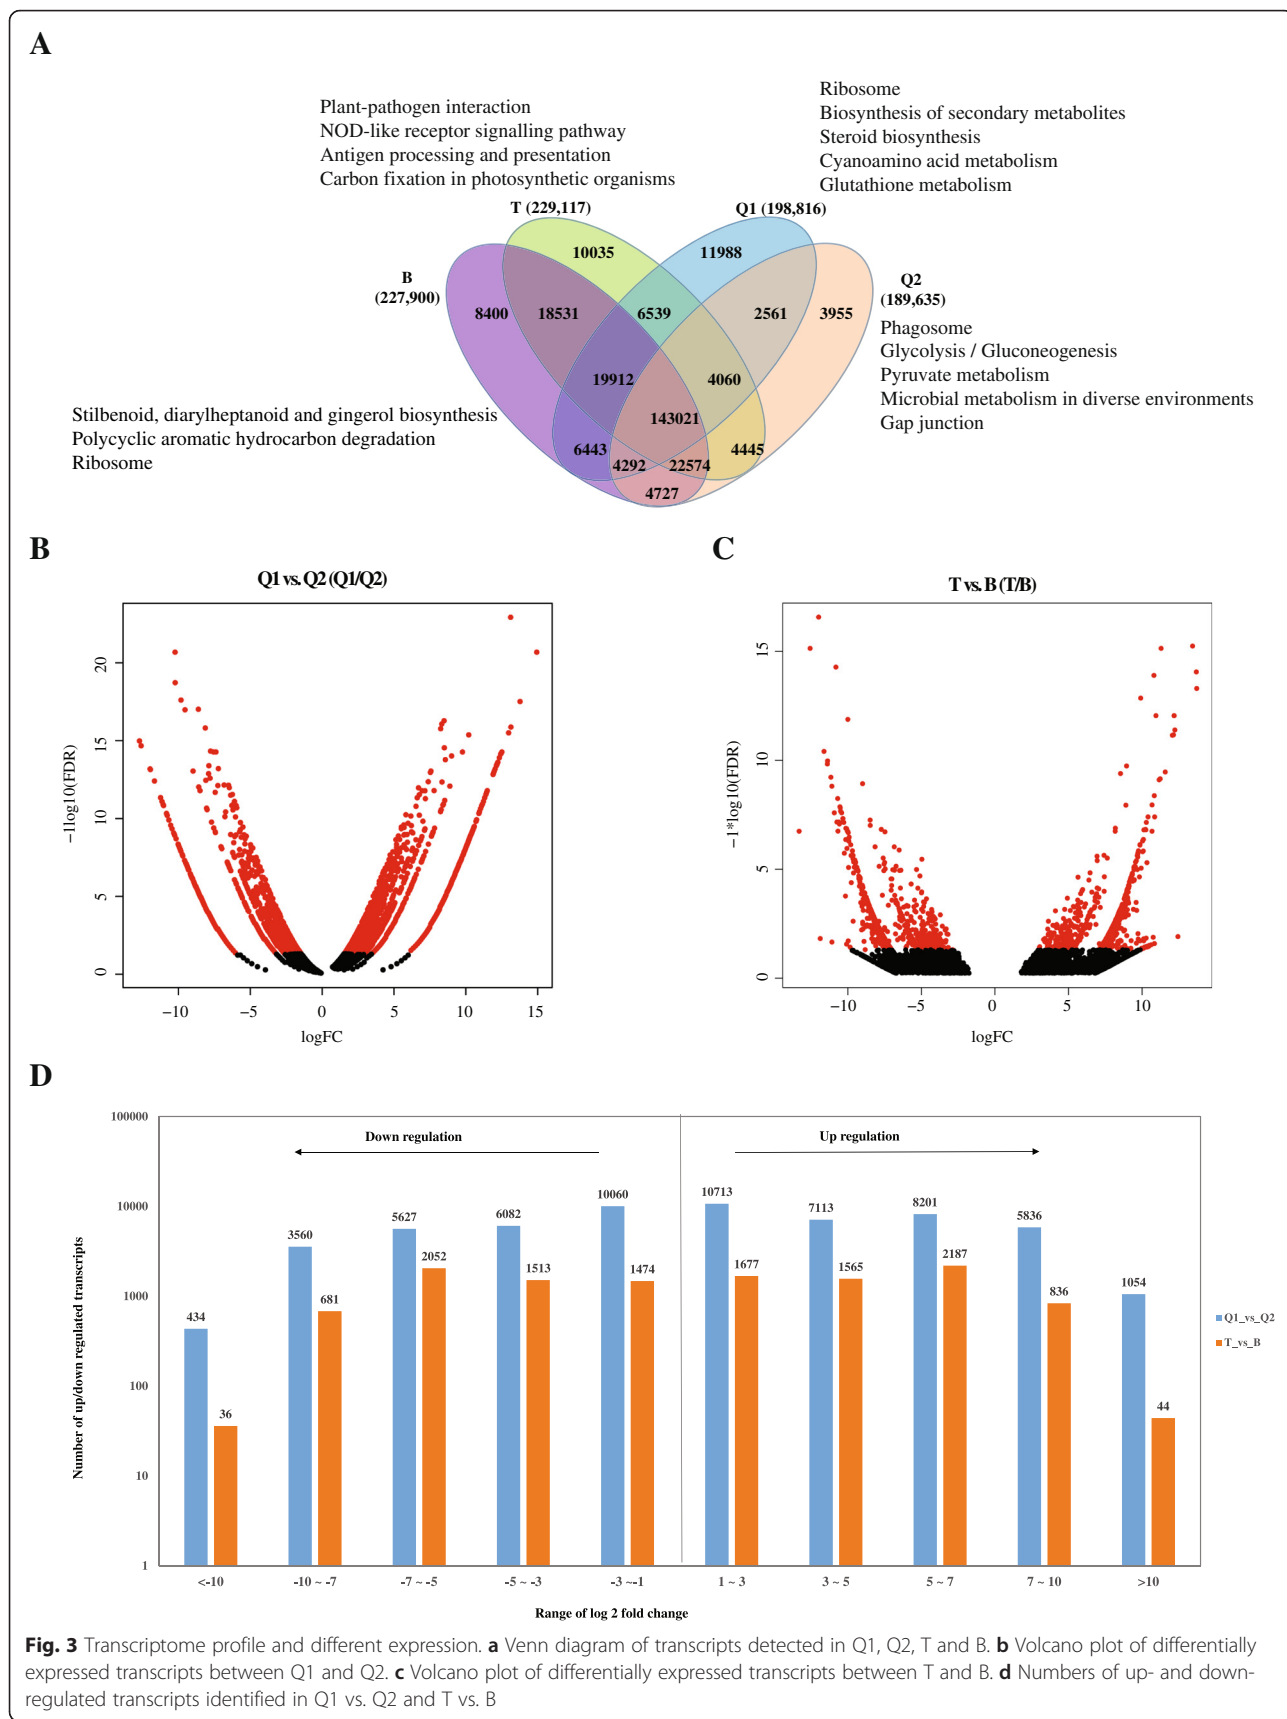 A
Plant-pathogen interaction
NOD-like receptor signalling pathway
Antigen processing and presentation
Carbon fixation in photosynthetic organisms
Ribosome
Biosynthesis of secondary metabolites
Steroid biosynthesis
Cyanoamino acid metabolism
Glutathione metabolism
T (229,117)
Q1 (198,816)
B
(227,900)
Q2
(189,635)
10035
11988
8400
18531
6539
2561
3955
19912
4060
143021
6443
4292
22574
4445
4727
Phagosome
Glycolysis / Gluconeogenesis
Pyruvate metabolism
Microbial metabolism in diverse environments
Gap junction
Stilbenoid, diarylheptanoid and gingerol biosynthesis
Polycyclic aromatic hydrocarbon degradation
Ribosome
B
Q1 vs. Q2 (Q1/Q2)
−1log10(FDR)
20
15
10
5
0
−10
−5
0
5
10
15
logFC
C
T vs. B (T/B)
−1*log10(FDR)
15
10
5
0
−10
−5
0
5
10
logFC
D
Number of up/down regulated transcripts
100000
10000
1000
100
10
1
Down regulation
Up regulation
434
36
3560
681
5627
2052
6082
1513
10060
1474
10713
1677
7113
1565
8201
2187
5836
836
1054
44
Q1_vs_Q2
T_vs_B
<-10
-10 ~ -7
-7 ~ -5
-5 ~ -3
-3 ~-1
1 ~ 3
3 ~ 5
5 ~ 7
7 ~ 10
>10
Range of log 2 fold change
Fig. 3 Transcriptome profile and different expression. a Venn diagram of transcripts detected in Q1, Q2, T and B. b Volcano plot of differentially
expressed transcripts between Q1 and Q2. c Volcano plot of differentially expressed transcripts between T and B. d Numbers of up- and down-
regulated transcripts identified in Q1 vs. Q2 and T vs. B